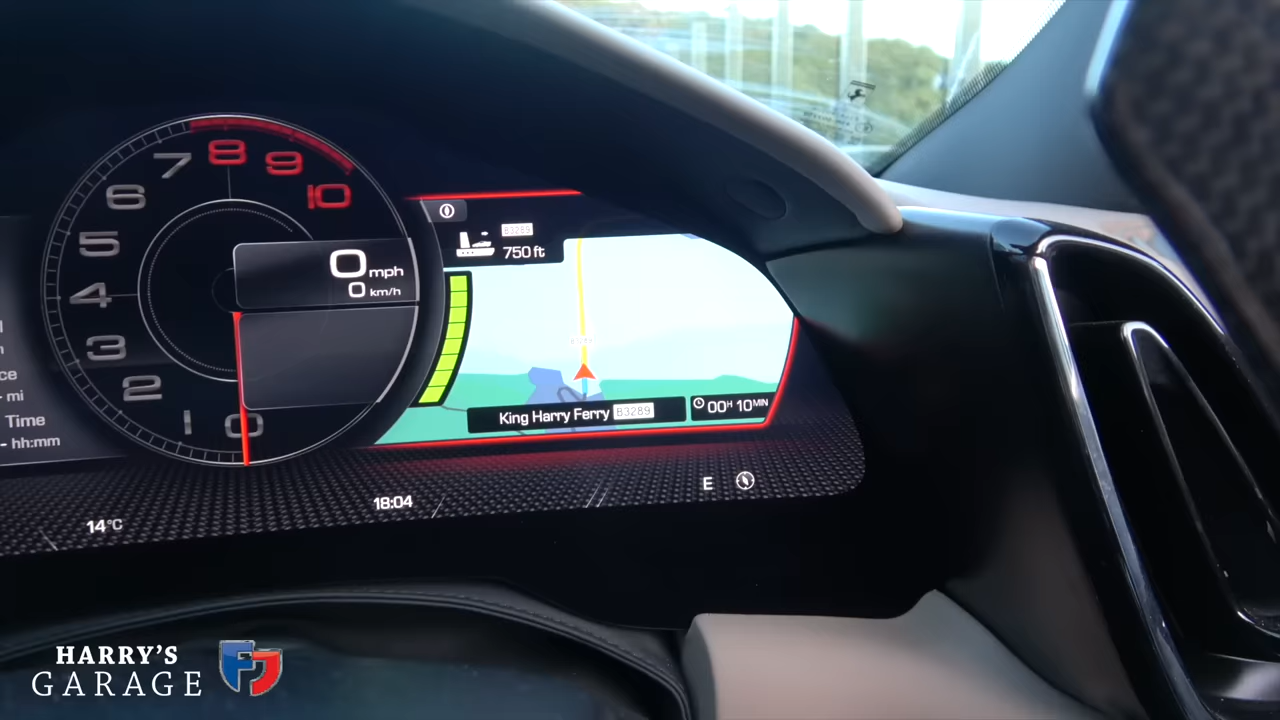 7
8
9
10
6
5
4
3
2
1
0
0 mph
0 km/h
B3289
750 ft
King Harry Ferry B3289
00H 10MIN
ce
- mi
Time
- hh:mm
14°C
18:04
E
HARRY'S
GARAGE